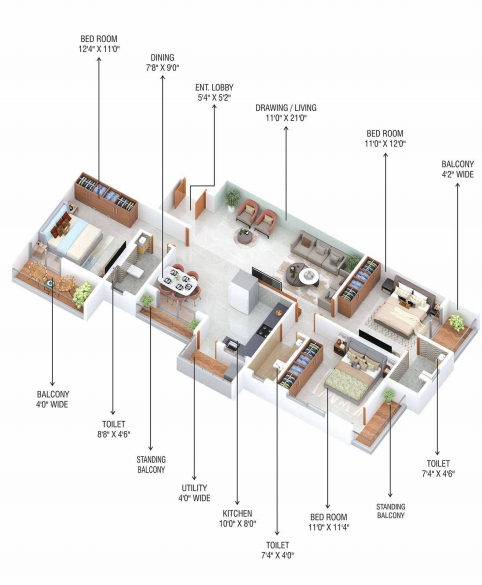 BED ROOM
12'4" X 11'0"
DINING
7'8" X 9'0"
ENT. LOBBY
5'4" X 5'2"
DRAWING / LIVING
11'0" X 21'0"
BED ROOM
11'0" X 12'0"
BALCONY
4'2" WIDE
BALCONY
4'0" WIDE
TOILET
8'8" X 4'6"
STANDING
BALCONY
UTILITY
4'0" WIDE
KITCHEN
10'0" X 8'0"
TOILET
7'4" X 4'0"
BED ROOM
11'0" X 11'4"
STANDING
BALCONY
TOILET
7'4" X 4'6"